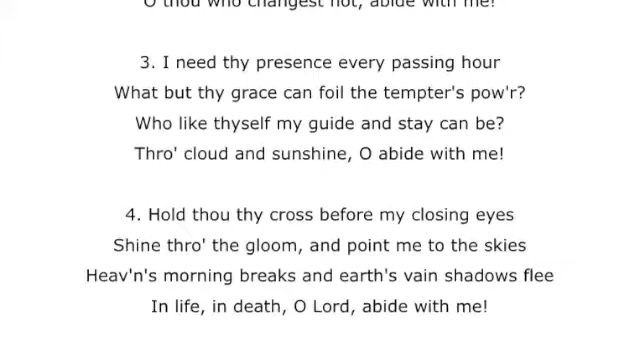 O thou who changest not, abide with me!
3. I need thy presence every passing hour
What but thy grace can foil the tempter's pow'r?
Who like thyself my guide and stay can be?
Thro' cloud and sunshine, O abide with me!
4. Hold thou thy cross before my closing eyes
Shine thro' the gloom, and point me to the skies
Heav'n's morning breaks and earth's vain shadows flee
In life, in death, O Lord, abide with me!